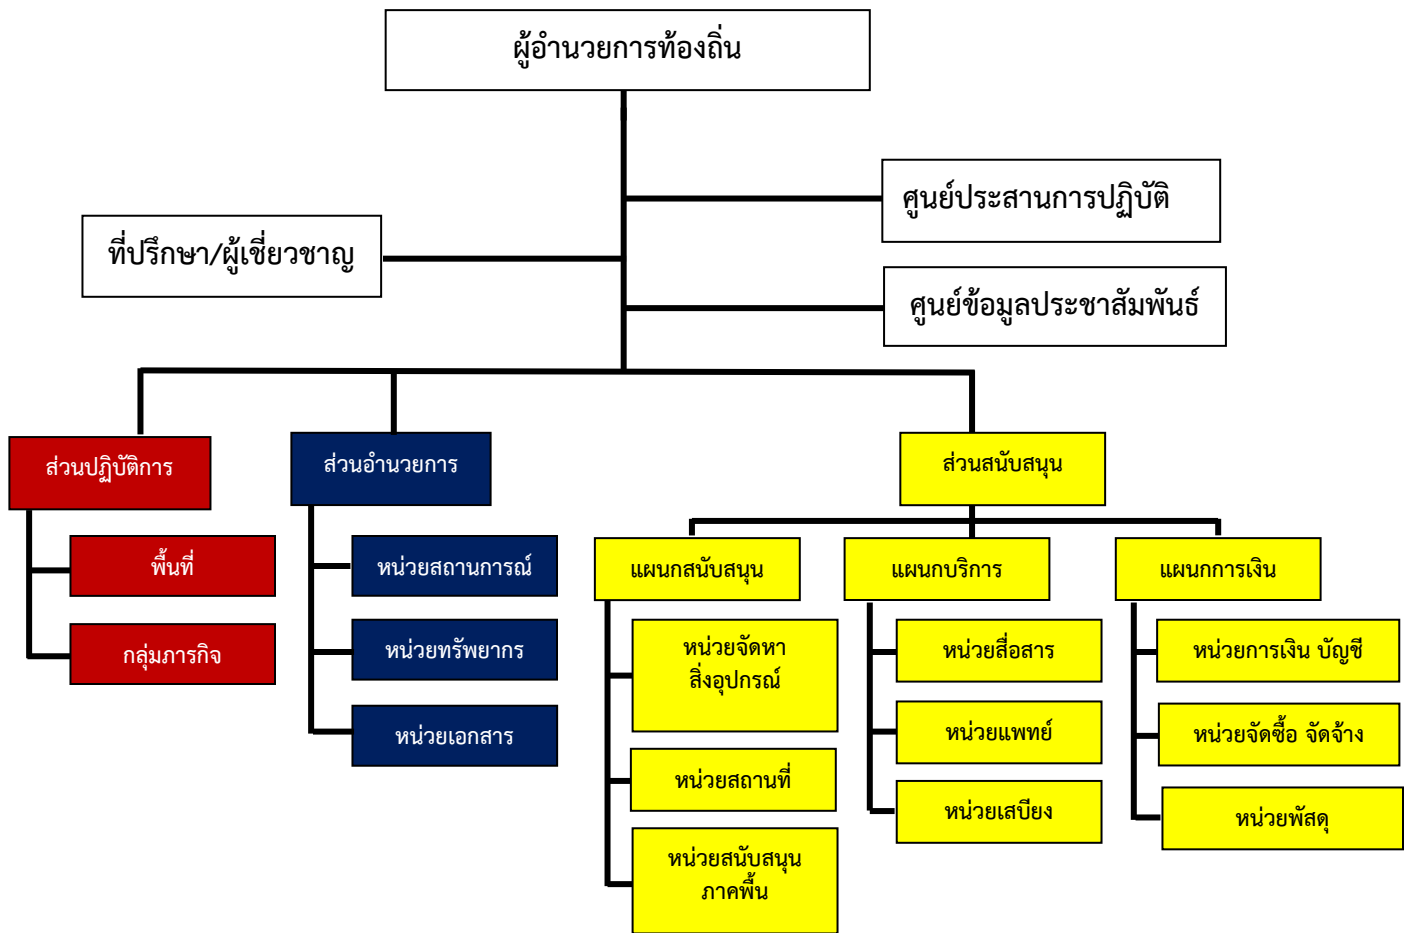 ผู้อำนวยการท้องถิ่น
ศูนย์ประสานการปฏิบัติ
ที่ปรึกษา/ผู้เชี่ยวชาญ
ศูนย์ข้อมูลประชาสัมพันธ์
ส่วนปฏิบัติการ
พื้นที่
กลุ่มภารกิจ
ส่วนอำนวยการ
หน่วยสถานการณ์
หน่วยทรัพยากร
หน่วยเอกสาร
ส่วนสนับสนุน
แผนกสนับสนุน
หน่วยจัดหา
สิ่งอุปกรณ์
หน่วยสถานที่
หน่วยสนับสนุน
ภาคพื้น
แผนกบริการ
หน่วยสื่อสาร
หน่วยแพทย์
หน่วยเสบียง
แผนกการเงิน
หน่วยการเงิน บัญชี
หน่วยจัดซื้อ จัดจ้าง
หน่วยพัสดุ